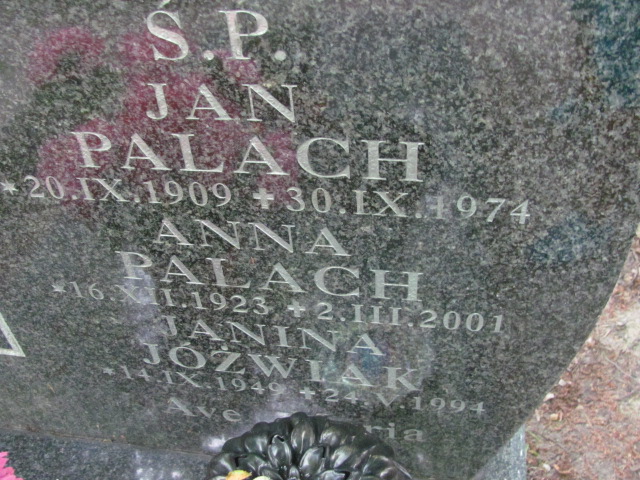 Ś.P.
JAN
PALACH
*20.IX.1909 +30.IX.1974
ANNA
PALACH
*16.XII.1923 +2.III.2001
JANINA
JÓŹWIAK
*14.IX.1949 +24.V.1994
Ave